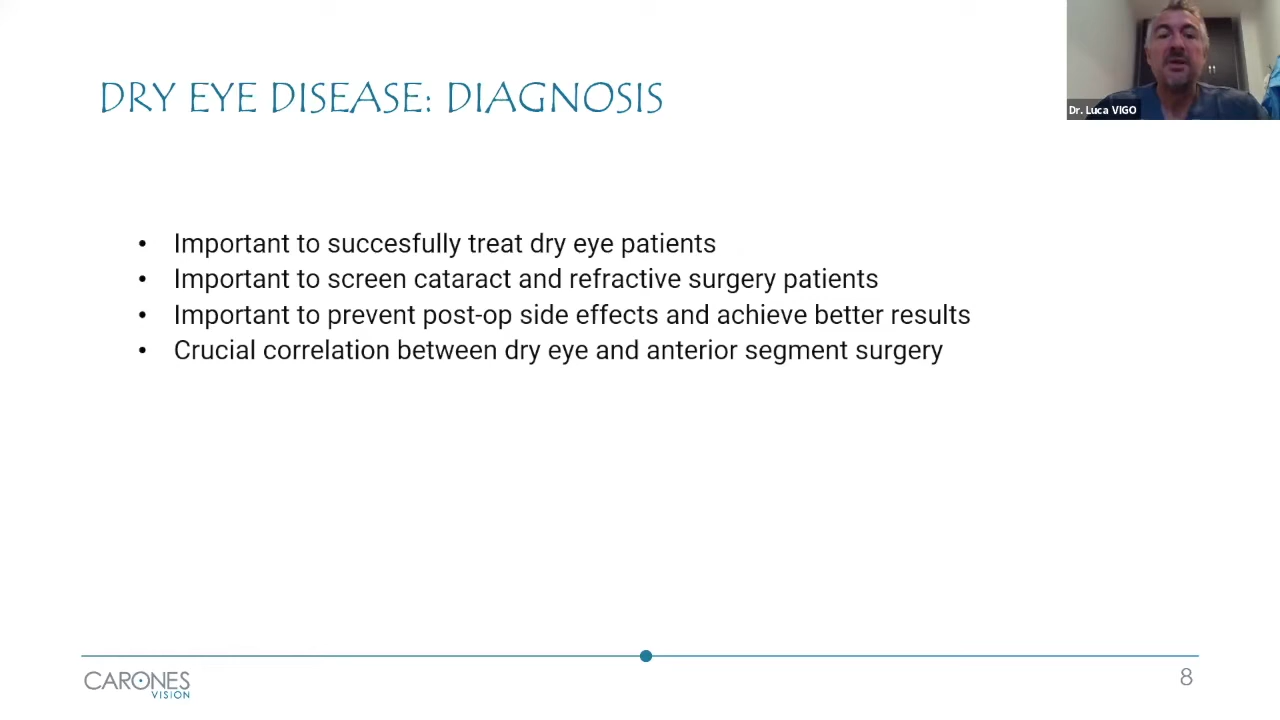 DRY EYE DISEASE: DIAGNOSIS
Dr. Luca VIGO
• Important to succesfully treat dry eye patients
• Important to screen cataract and refractive surgery patients
• Important to prevent post-op side effects and achieve better results
• Crucial correlation between dry eye and anterior segment surgery
CARONES
VISION
8